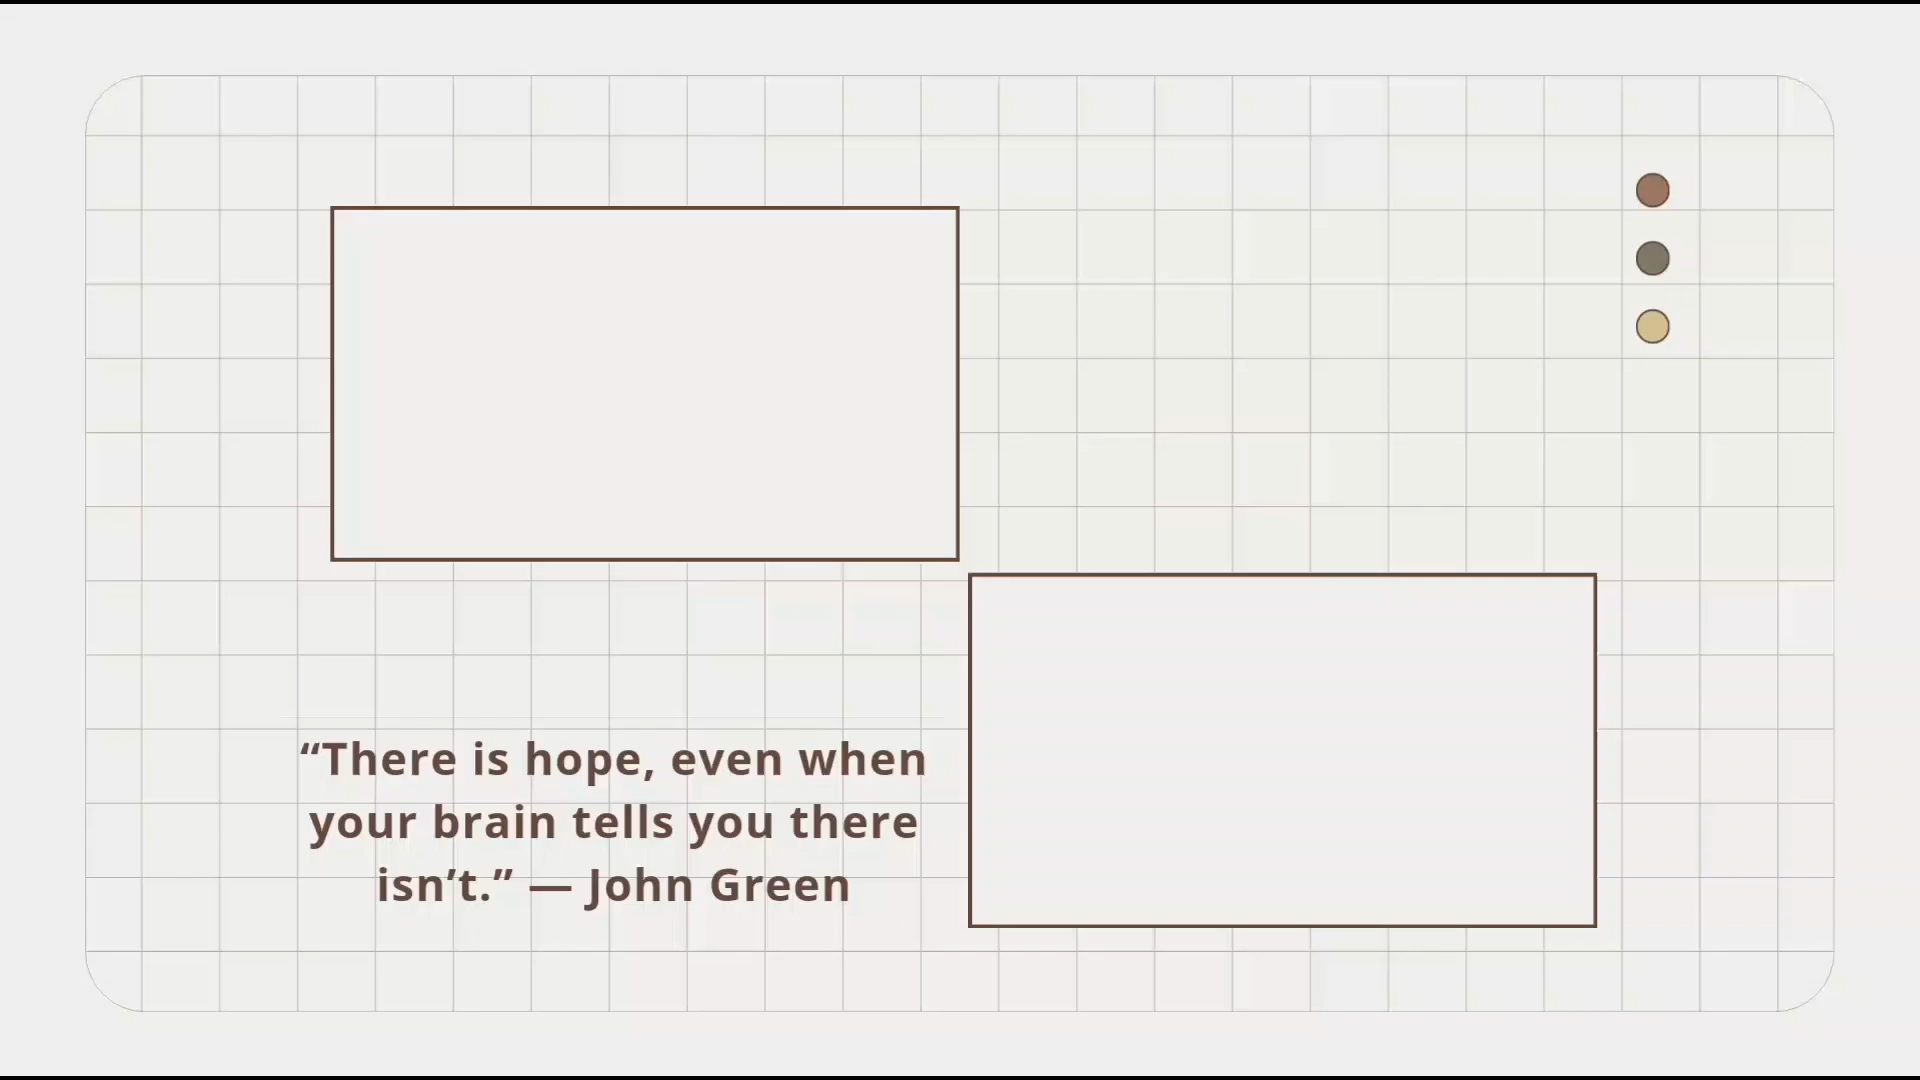 “There is hope, even when
your brain tells you there
isn’t.” — John Green